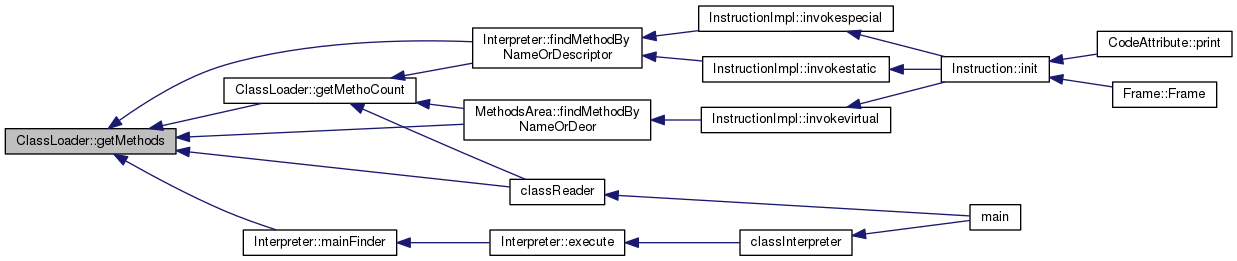 ClassLoader::getMethods
Interpreter::findMethodBy
NameOrDescriptor
ClassLoader::getMethoCount
MethodsArea::findMethodBy
NameOrDeor
classReader
Interpreter::mainFinder
Interpreter::execute
classInterpreter
main
InstructionImpl::invokespecial
InstructionImpl::invokestatic
InstructionImpl::invokevirtual
Instruction::init
CodeAttribute::print
Frame::Frame